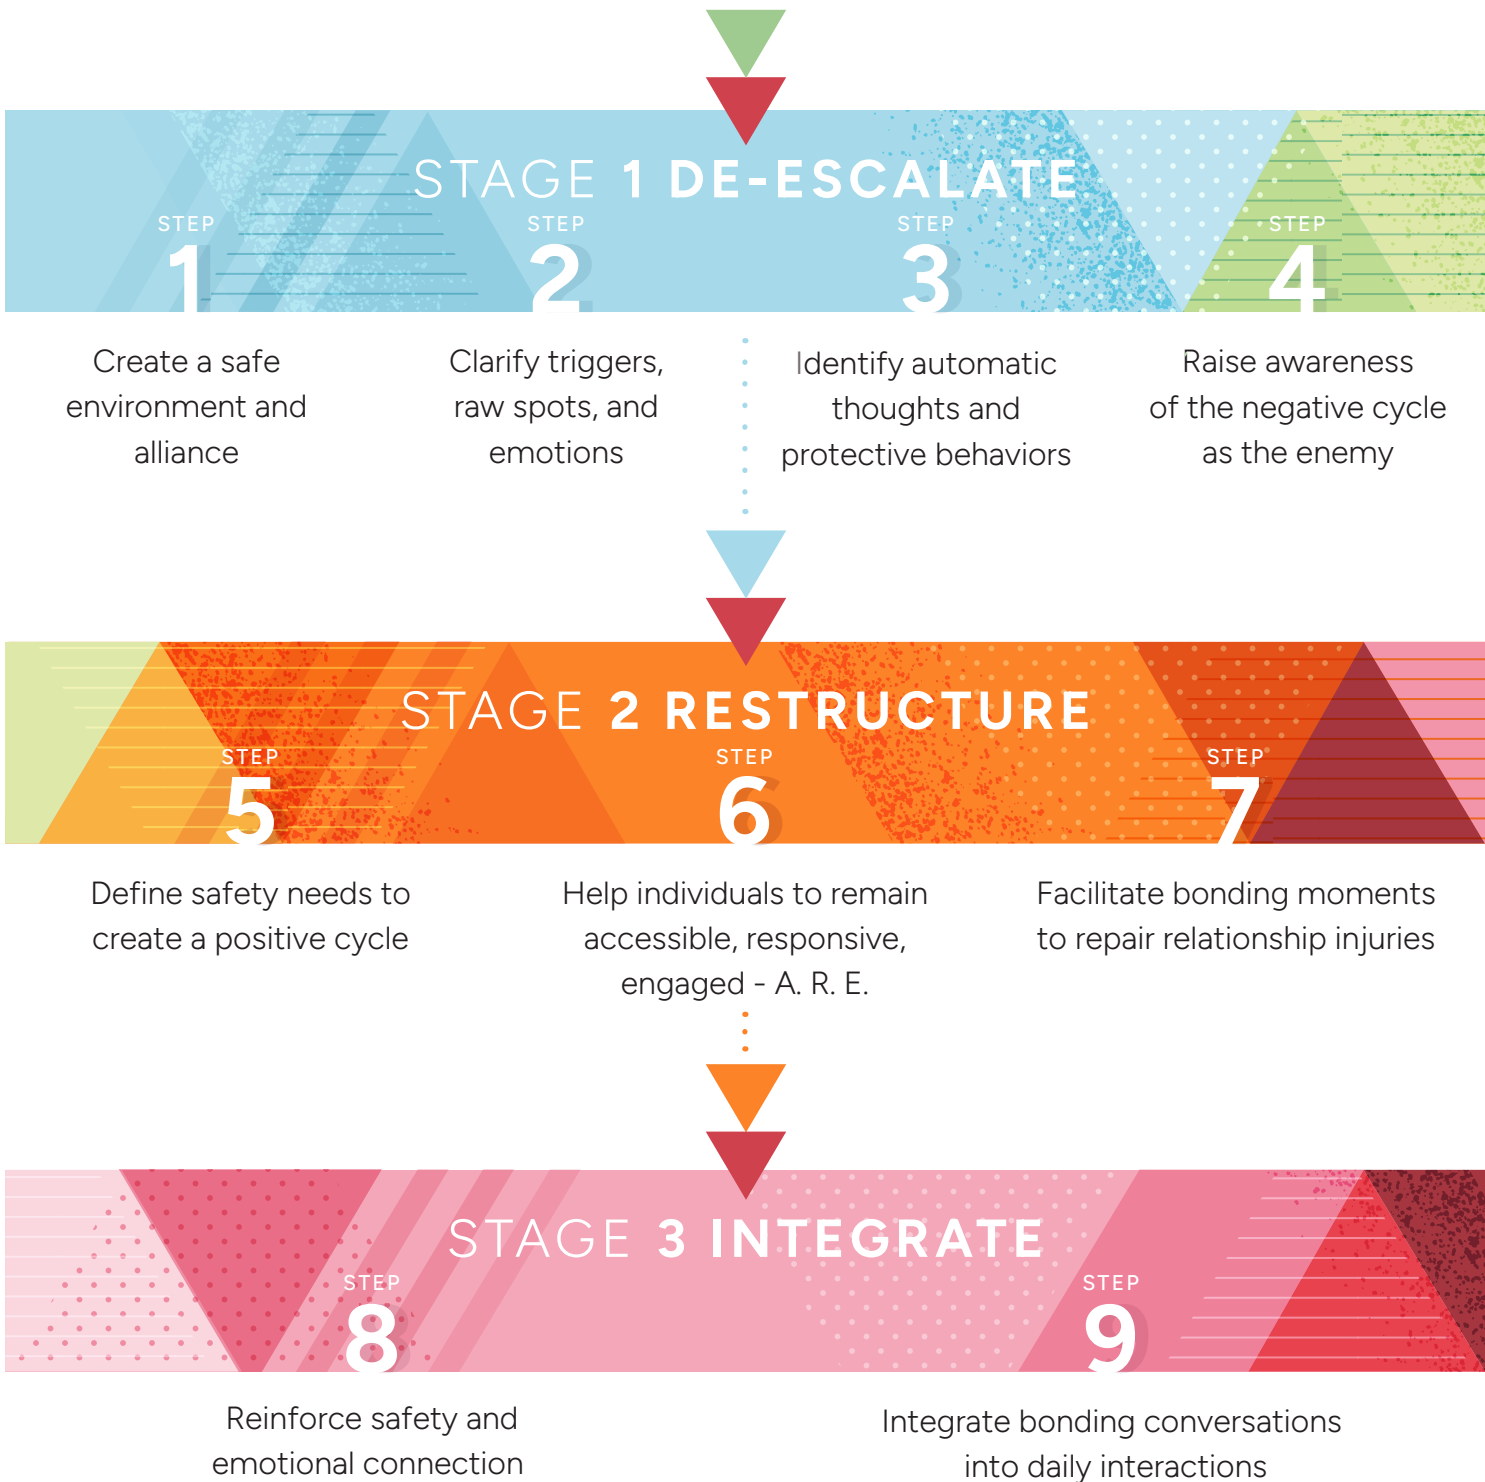 STAGE 1 DE-ESCALATE
STEP
1
Create a safe
environment and
alliance
STEP
2
Clarify triggers,
raw spots, and
emotions
STEP
3
Identify automatic
thoughts and
protective behaviors
STEP
4
Raise awareness
of the negative cycle
as the enemy
STAGE 2 RESTRUCTURE
STEP
5
Define safety needs to
create a positive cycle
STEP
6
Help individuals to remain
accessible, responsive,
engaged - A. R. E.
STEP
7
Facilitate bonding moments
to repair relationship injuries
STAGE 3 INTEGRATE
STEP
8
Reinforce safety and
emotional connection
STEP
9
Integrate bonding conversations
into daily interactions